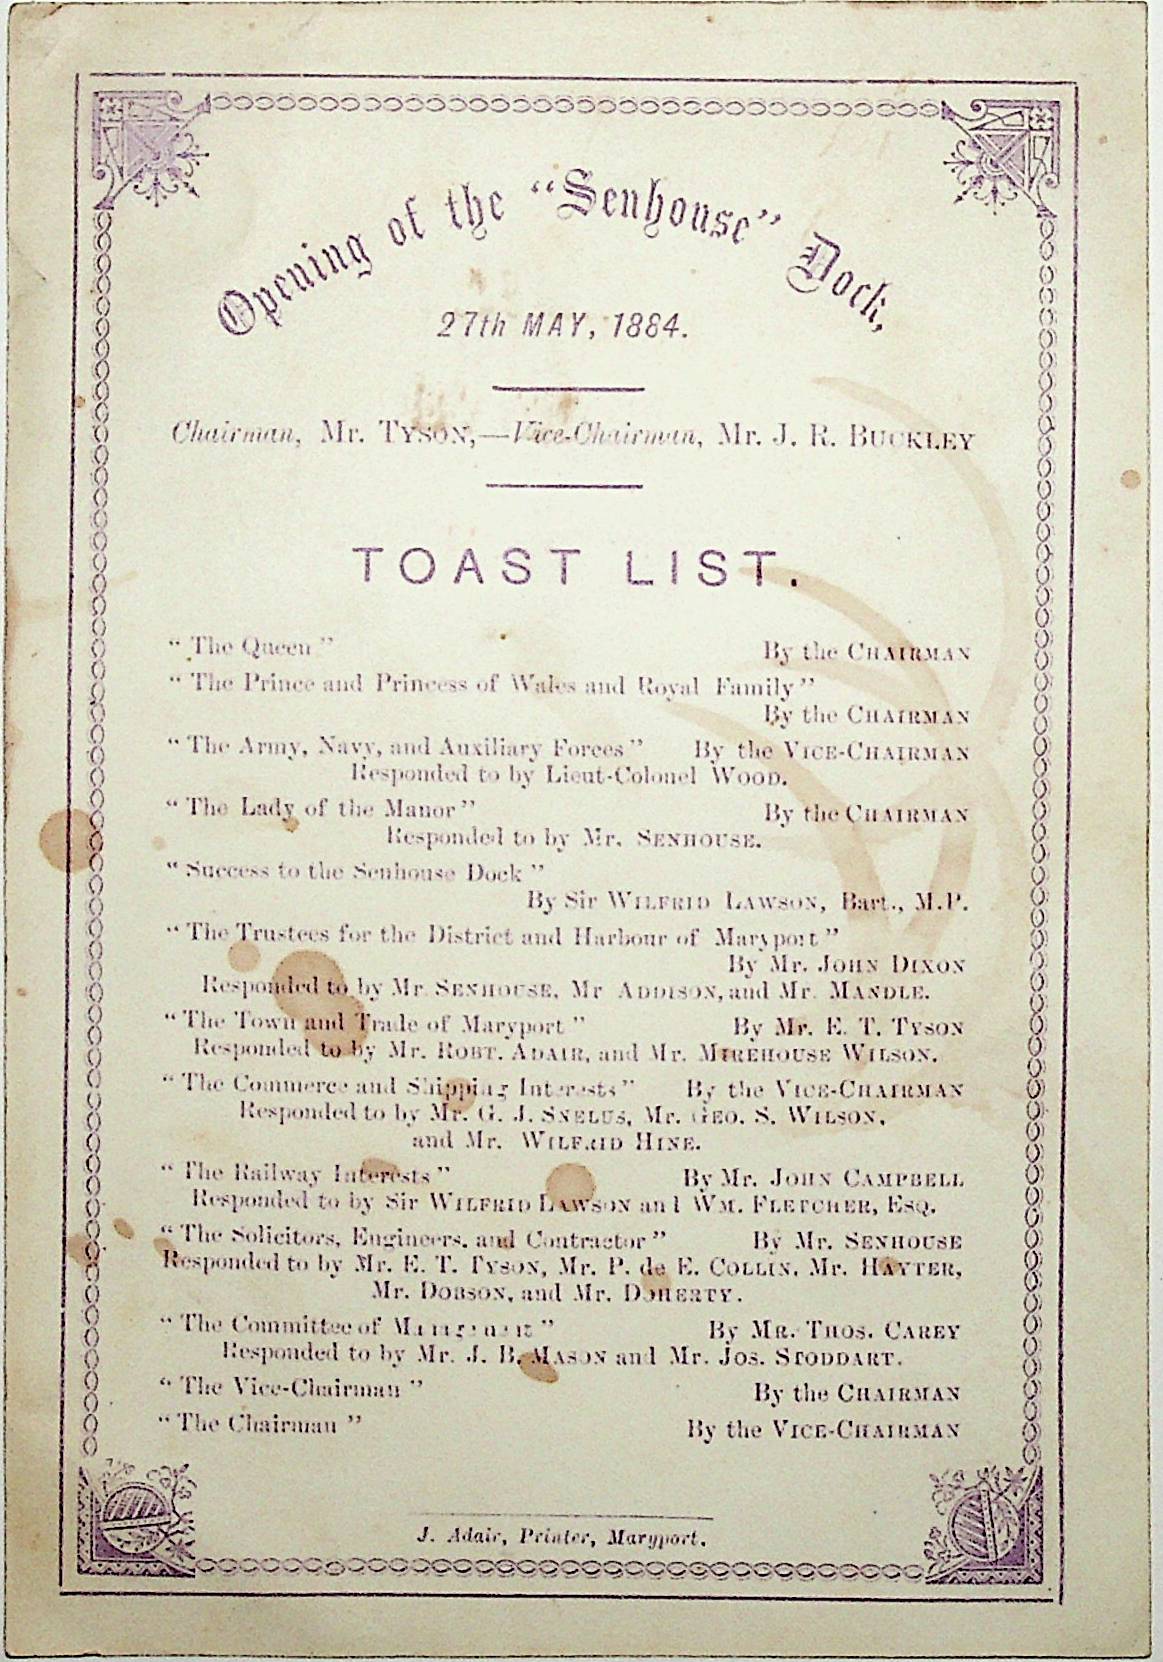 Opening of the “Senhouse” Dock,
27th MAY, 1884.
Chairman, Mr. TYSON,—Vice-Chairman, Mr. J. R. BUCKLEY
TOAST LIST.
“The Queen” By the CHAIRMAN
“The Prince and Princess of Wales and Royal Family”
By the CHAIRMAN
“The Army, Navy, and Auxiliary Forces” By the VICE-CHAIRMAN
Responded to by Lieut-Colonel WOOD.
“The Lady of the Manor” By the CHAIRMAN
Responded to by Mr. SENHOUSE.
“Success to the Senhouse Dock”
By Sir WILFRID LAWSON, Bart., M.P.
“The Trustees for the District and Harbour of Maryport”
By Mr. JOHN DIXON
Responded to by Mr. SENHOUSE, Mr ADDISON, and Mr. MANDLE.
“The Town and Trade of Maryport” By Mr. E. T. TYSON
Responded to by Mr. ROBT. ADAIR, and Mr. MIREHOUSE WILSON.
“The Commerce and Shipping Interests” By the VICE-CHAIRMAN
Responded to by Mr. G. J. SNELUS, Mr. GEO. S. WILSON,
and Mr. WILFRID HINE.
“The Railway Interests” By Mr. JOHN CAMPBELL
Responded to by Sir WILFRID LAWSON and WM. FLETCHER, ESQ.
“The Solicitors, Engineers, and Contractor” By Mr. SENHOUSE
Responded to by Mr. E. T. TYSON, Mr. P. de E. COLLIN, Mr. HAYTER,
Mr. DOBSON, and Mr. DOHERTY.
“The Committee of Management” By MR. THOS. CAREY
Responded to by Mr. J. B. MASON and Mr. JOS. STODDART.
“The Vice-Chairman” By the CHAIRMAN
“The Chairman” By the VICE-CHAIRMAN
J. Adair, Printer, Maryport.